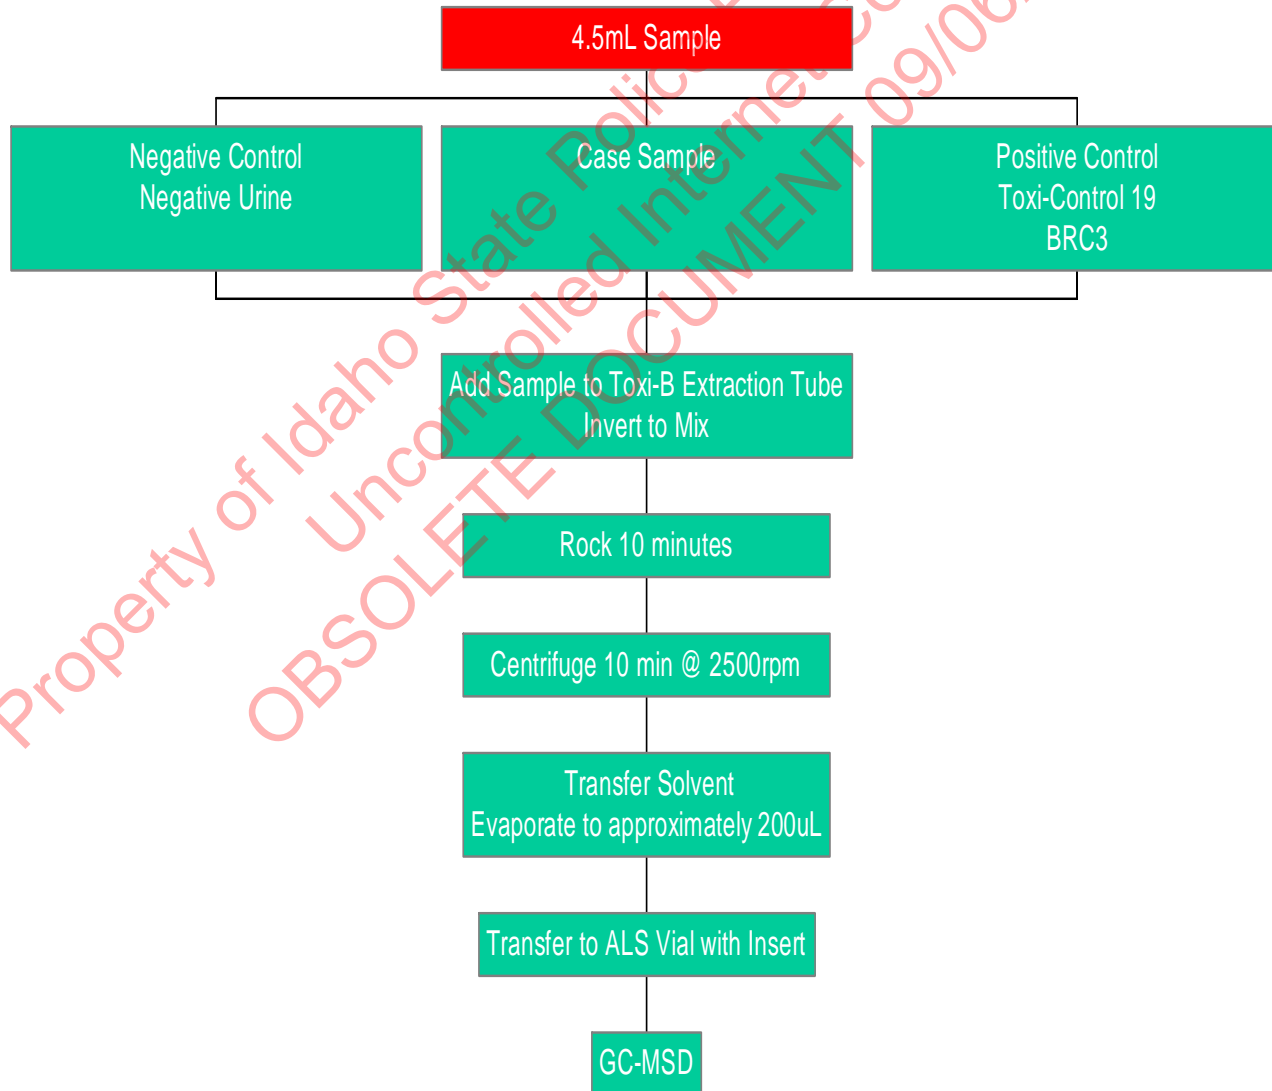 4.5mL Sample
Negative Control
Negative Urine
Case Sample
Positive Control
Toxi-Control 19
BRC3
Add Sample to Toxi-B Extraction Tube
Invert to Mix
Rock 10 minutes
Centrifuge 10 min @ 2500rpm
Transfer Solvent
Evaporate to approximately 200uL
Transfer to ALS Vial with Insert
GC-MSD
Property of Idaho State Police
Uncontrolled Internet
OBSOLETE DOCUMENT 09/06